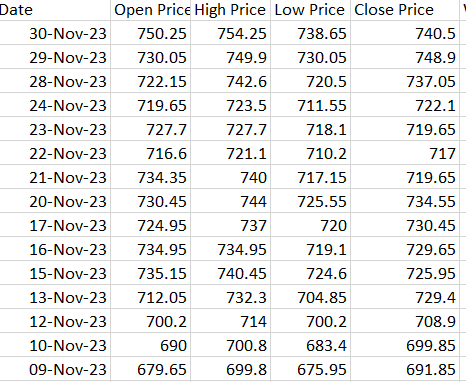 Date Open Price High Price Low Price Close Price
30-Nov-23 750.25 754.25 738.65 740.5
29-Nov-23 730.05 749.9 730.05 748.9
28-Nov-23 722.15 742.6 720.5 737.05
24-Nov-23 719.65 723.5 711.55 722.1
23-Nov-23 727.7 727.7 718.1 719.65
22-Nov-23 716.6 721.1 710.2 717
21-Nov-23 734.35 740 717.15 719.65
20-Nov-23 730.45 744 725.55 734.55
17-Nov-23 724.95 737 720 730.45
16-Nov-23 734.95 734.95 719.1 729.65
15-Nov-23 735.15 740.45 724.6 725.95
13-Nov-23 712.05 732.3 704.85 729.4
12-Nov-23 700.2 714 700.2 708.9
10-Nov-23 690 700.8 683.4 699.85
09-Nov-23 679.65 699.8 675.95 691.85